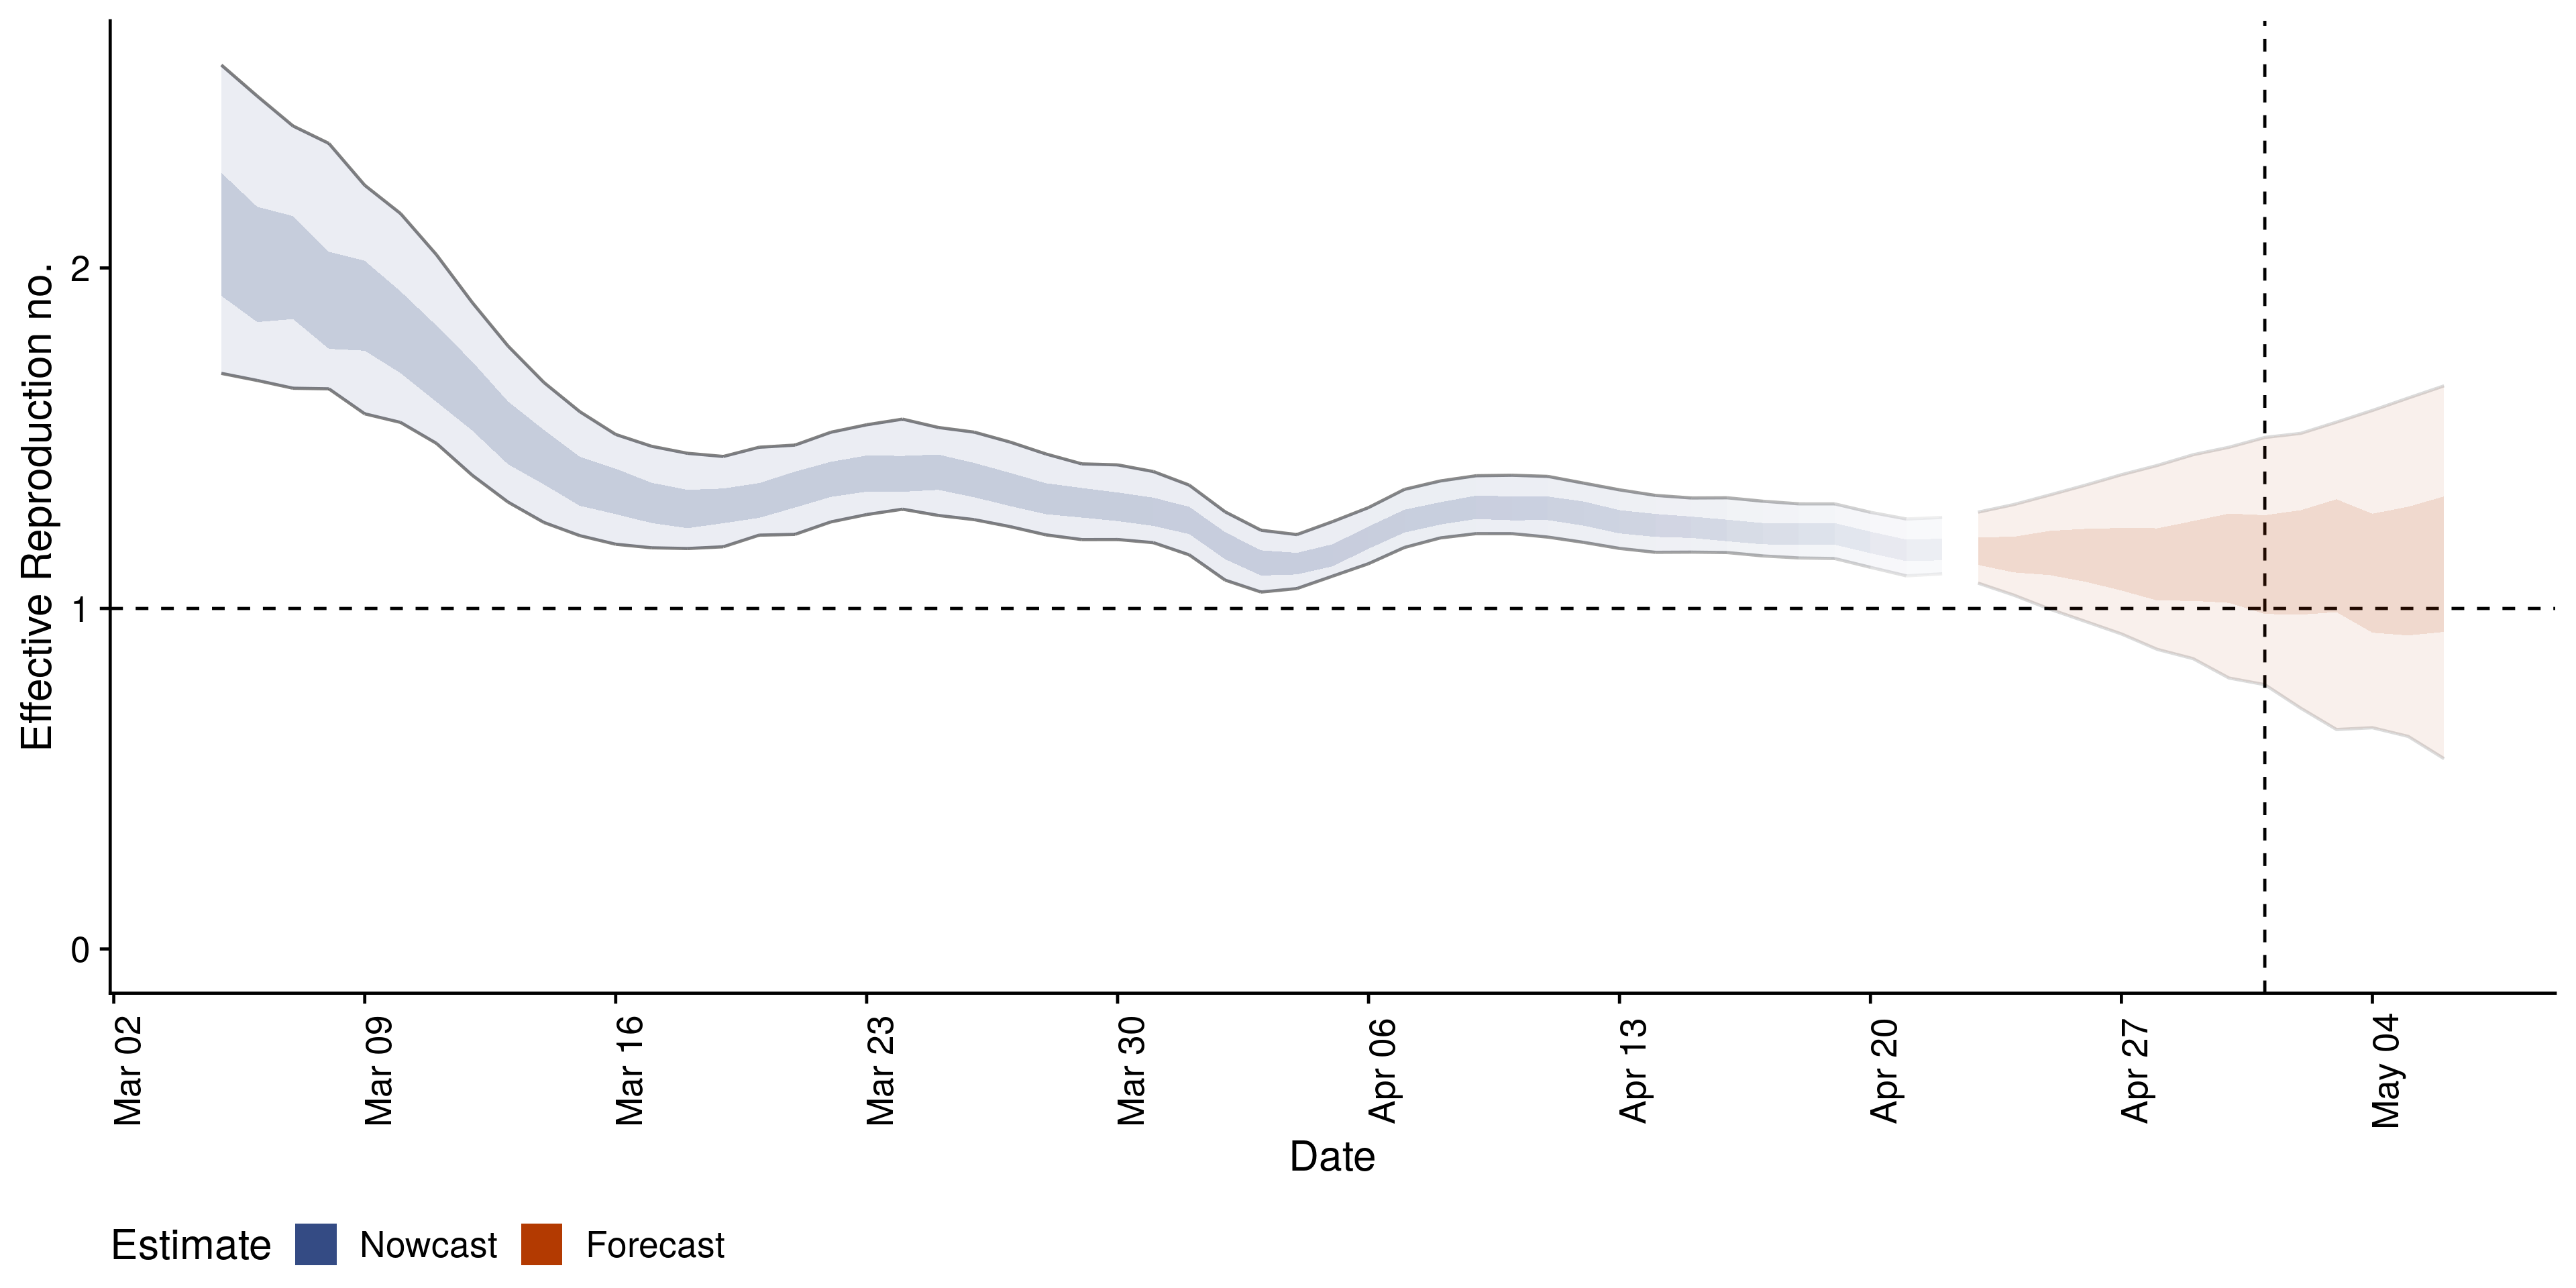 Effective Reproduction no.
2
1
0
Mar 02
Mar 09
Mar 16
Mar 23
Mar 30
Apr 06
Apr 13
Apr 20
Apr 27
May 04
Date
Estimate Nowcast Forecast